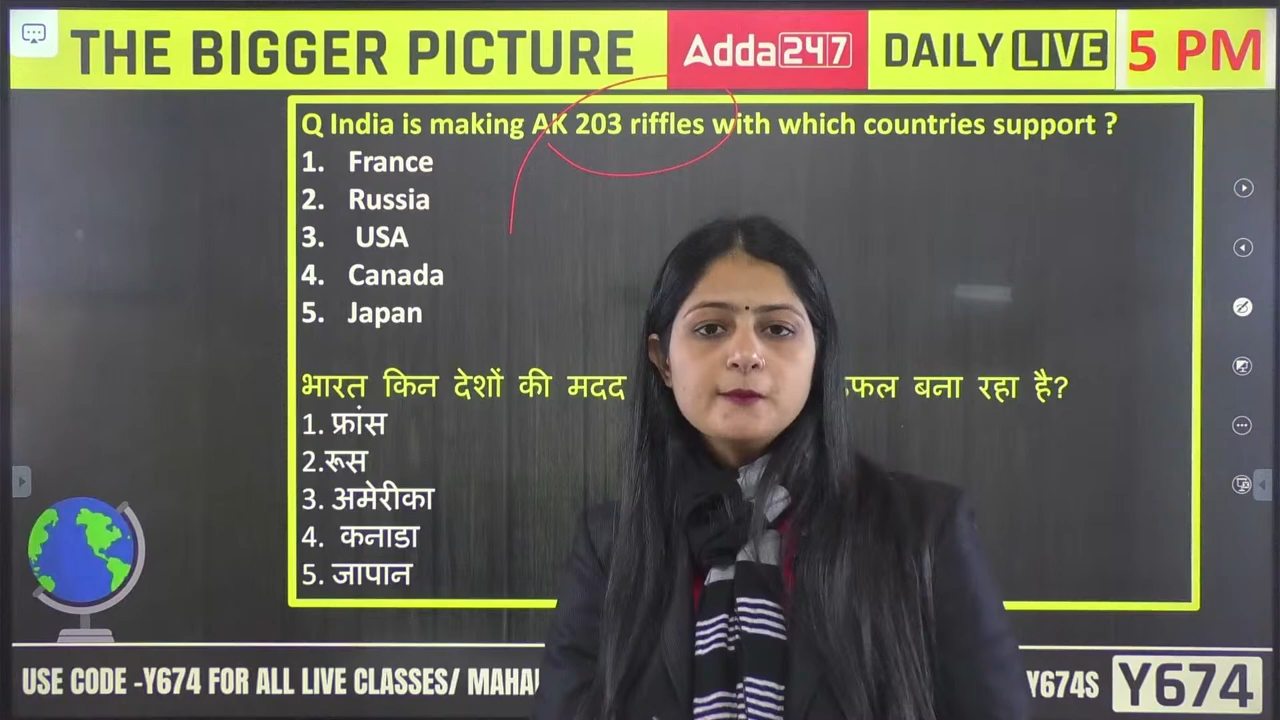 THE BIGGER PICTURE Adda247 DAILY LIVE 5 PM
Q India is making AK 203 riffles with which countries support ?
1. France
2. Russia
3. USA
4. Canada
5. Japan
भारत किन देशों की मदद फल बना रहा है?
1. फ्रांस
2.रूस
3. अमेरीका
4. कनाडा
5. जापान
USE CODE -Y674 FOR ALL LIVE CLASSES/ Y674S Y674